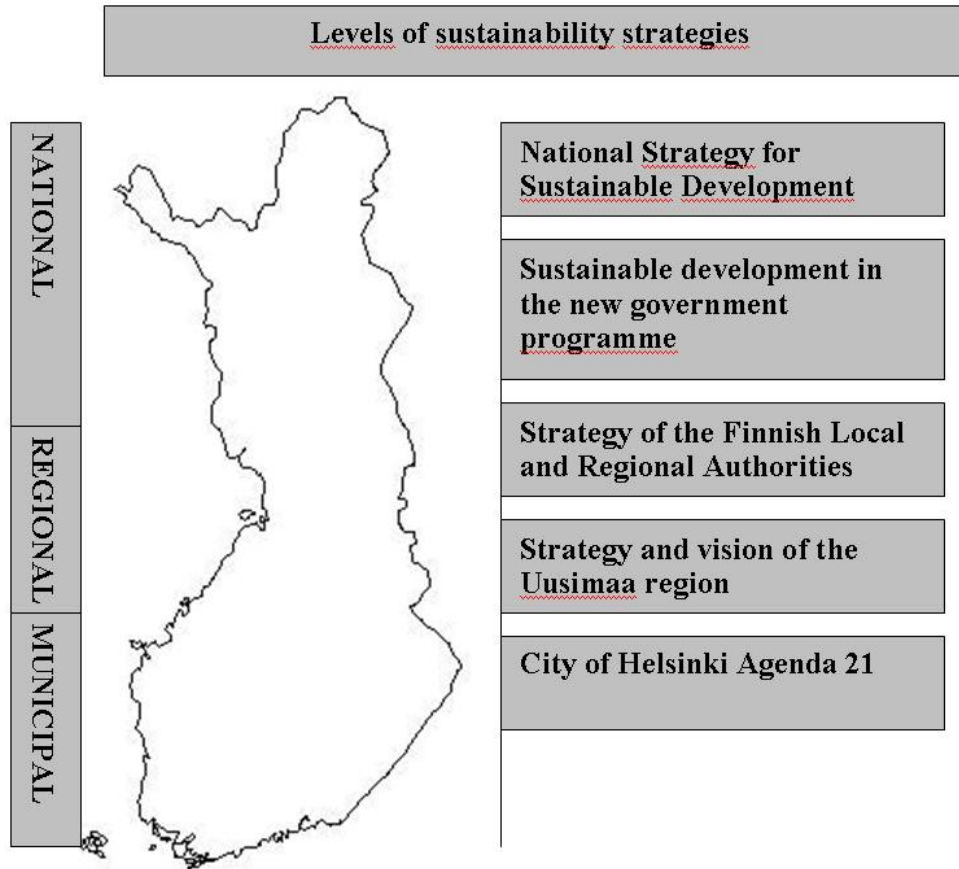 Levels of sustainability strategies
NATIONAL
National Strategy for
Sustainable Development
Sustainable development in
the new government
programme
REGIONAL
Strategy of the Finnish Local
and Regional Authorities
Strategy and vision of the
Uusimaa region
MUNICIPAL
City of Helsinki Agenda 21